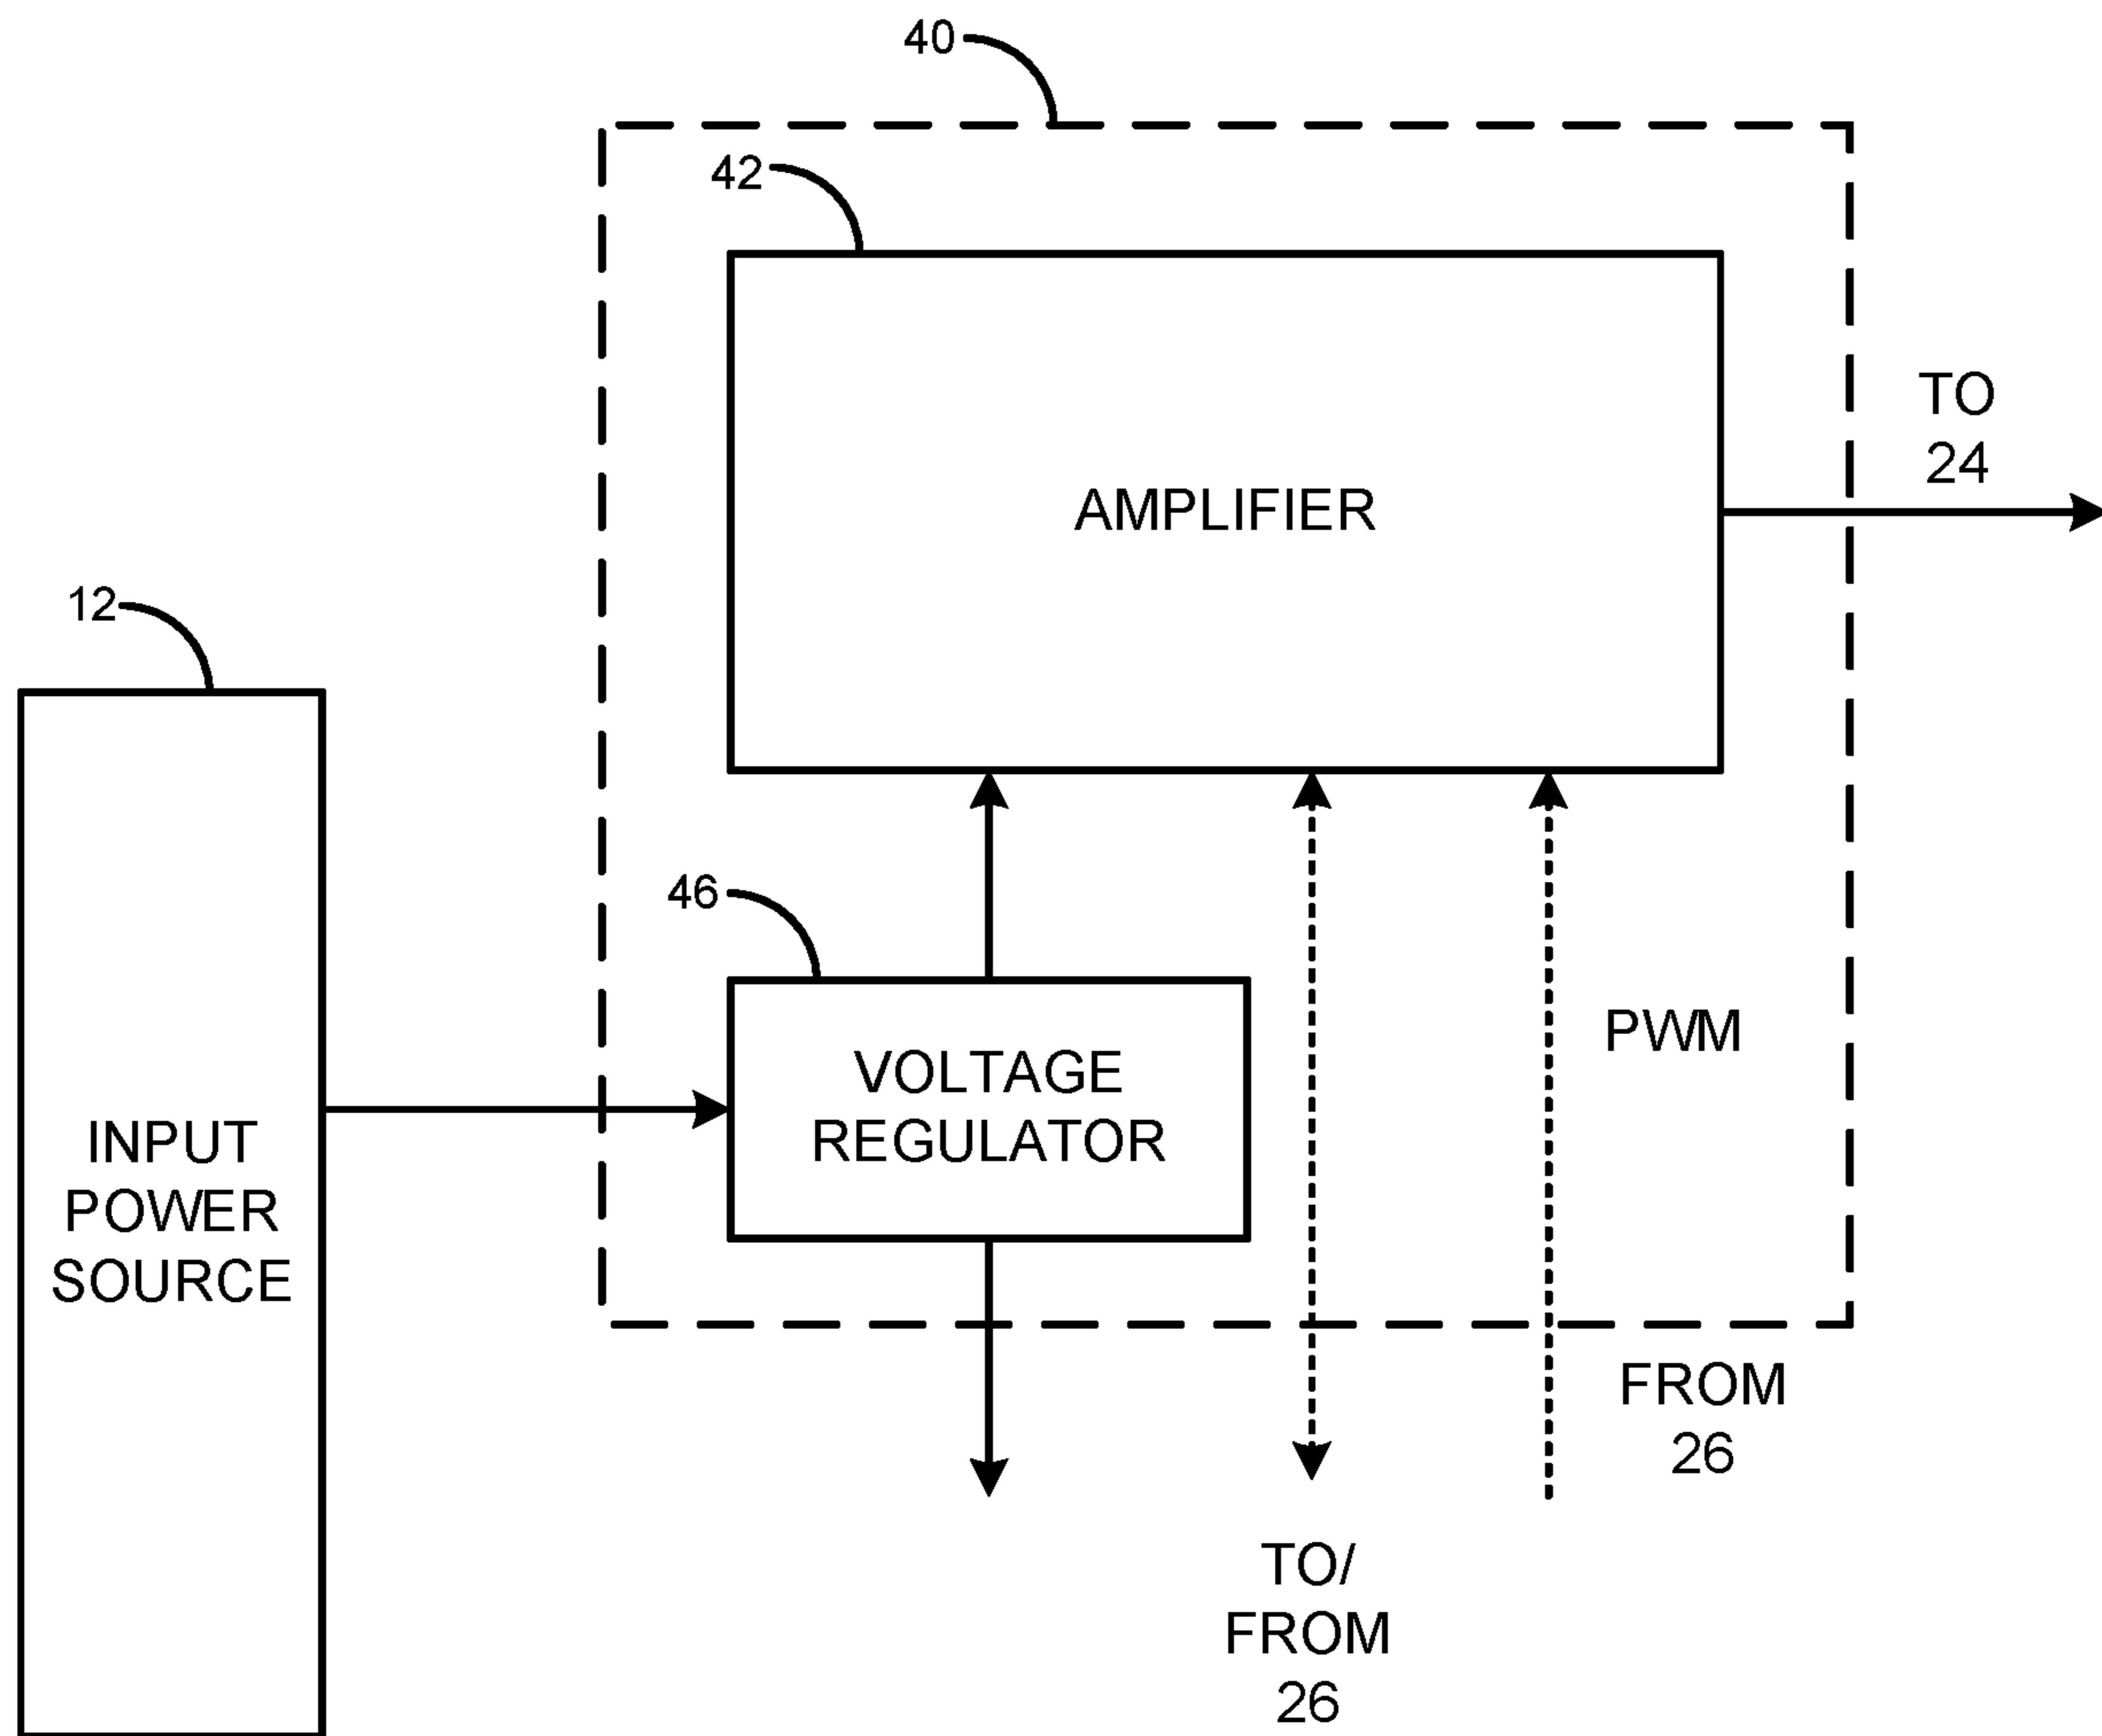 40
42
AMPLIFIER
TO
24
12
46
PWM
VOLTAGE
REGULATOR
INPUT
POWER
SOURCE
FROM
26
TO/
FROM
26